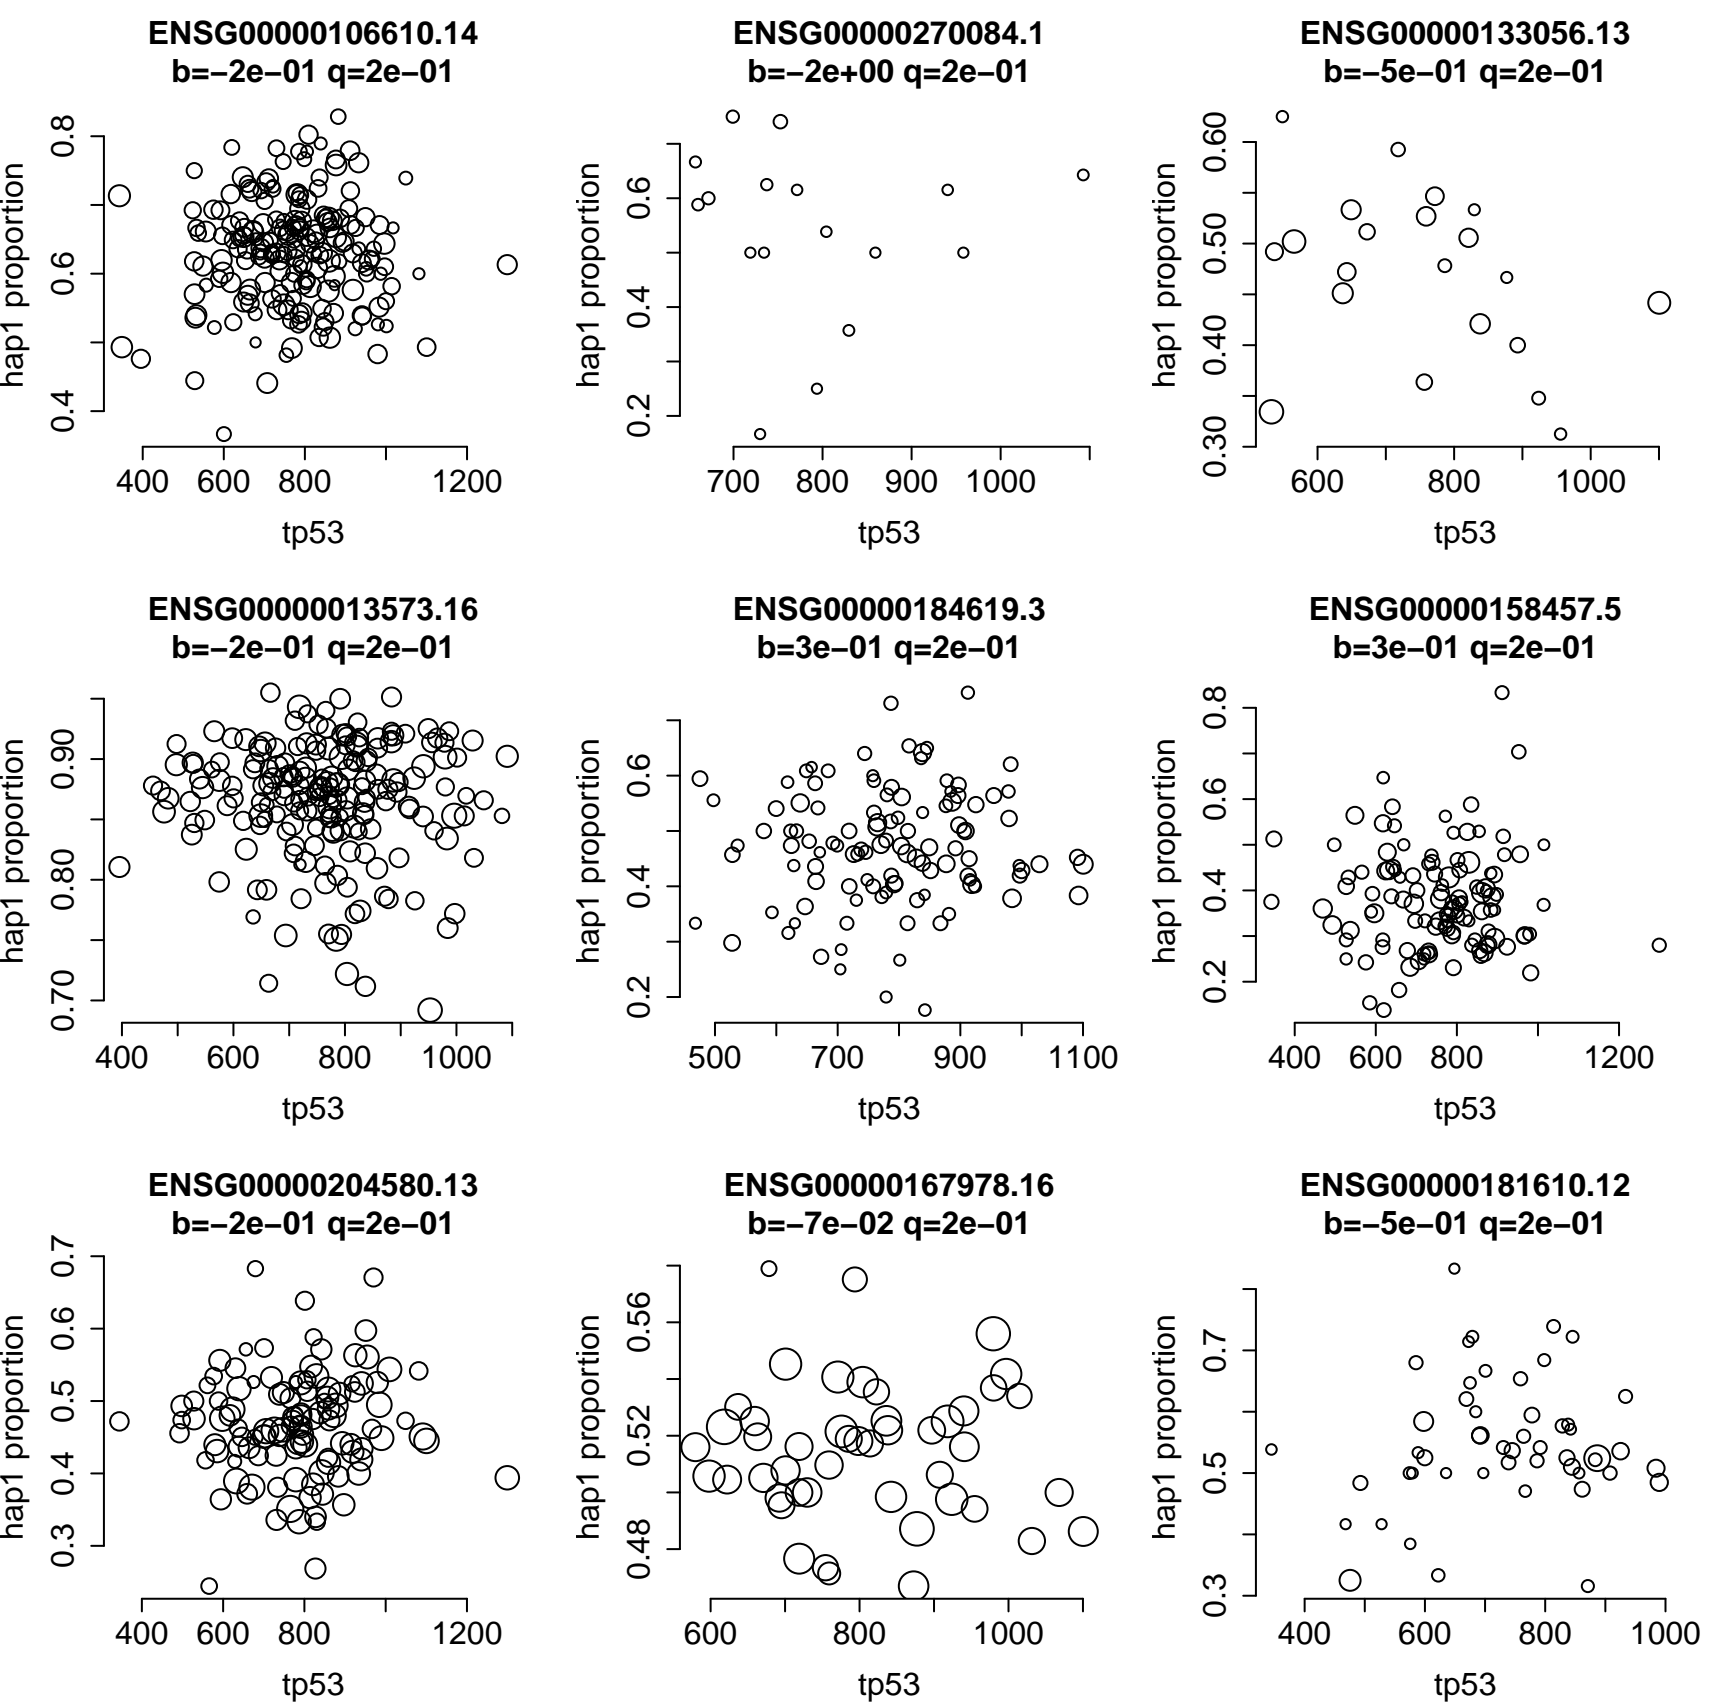 ENSG00000106610.14
b=−2e−01 q=2e−01
hap1 proportion
0.8
0.6
0.4
400 600 800 1200
tp53
ENSG00000270084.1
b=−2e+00 q=2e−01
hap1 proportion
0.6
0.4
0.2
700 800 900 1000
tp53
ENSG00000133056.13
b=−5e−01 q=2e−01
hap1 proportion
0.60
0.50
0.40
0.30
600 800 1000
tp53
ENSG00000013573.16
b=−2e−01 q=2e−01
hap1 proportion
0.90
0.80
0.70
400 600 800 1000
tp53
ENSG00000184619.3
b=3e−01 q=2e−01
hap1 proportion
0.6
0.4
0.2
500 700 900 1100
tp53
ENSG00000158457.5
b=3e−01 q=2e−01
hap1 proportion
0.8
0.6
0.4
0.2
400 600 800 1200
tp53
ENSG00000204580.13
b=−2e−01 q=2e−01
hap1 proportion
0.7
0.6
0.5
0.4
0.3
400 600 800 1200
tp53
ENSG00000167978.16
b=−7e−02 q=2e−01
hap1 proportion
0.56
0.52
0.48
600 800 1000
tp53
ENSG00000181610.12
b=−5e−01 q=2e−01
hap1 proportion
0.7
0.5
0.3
400 600 800 1000
tp53